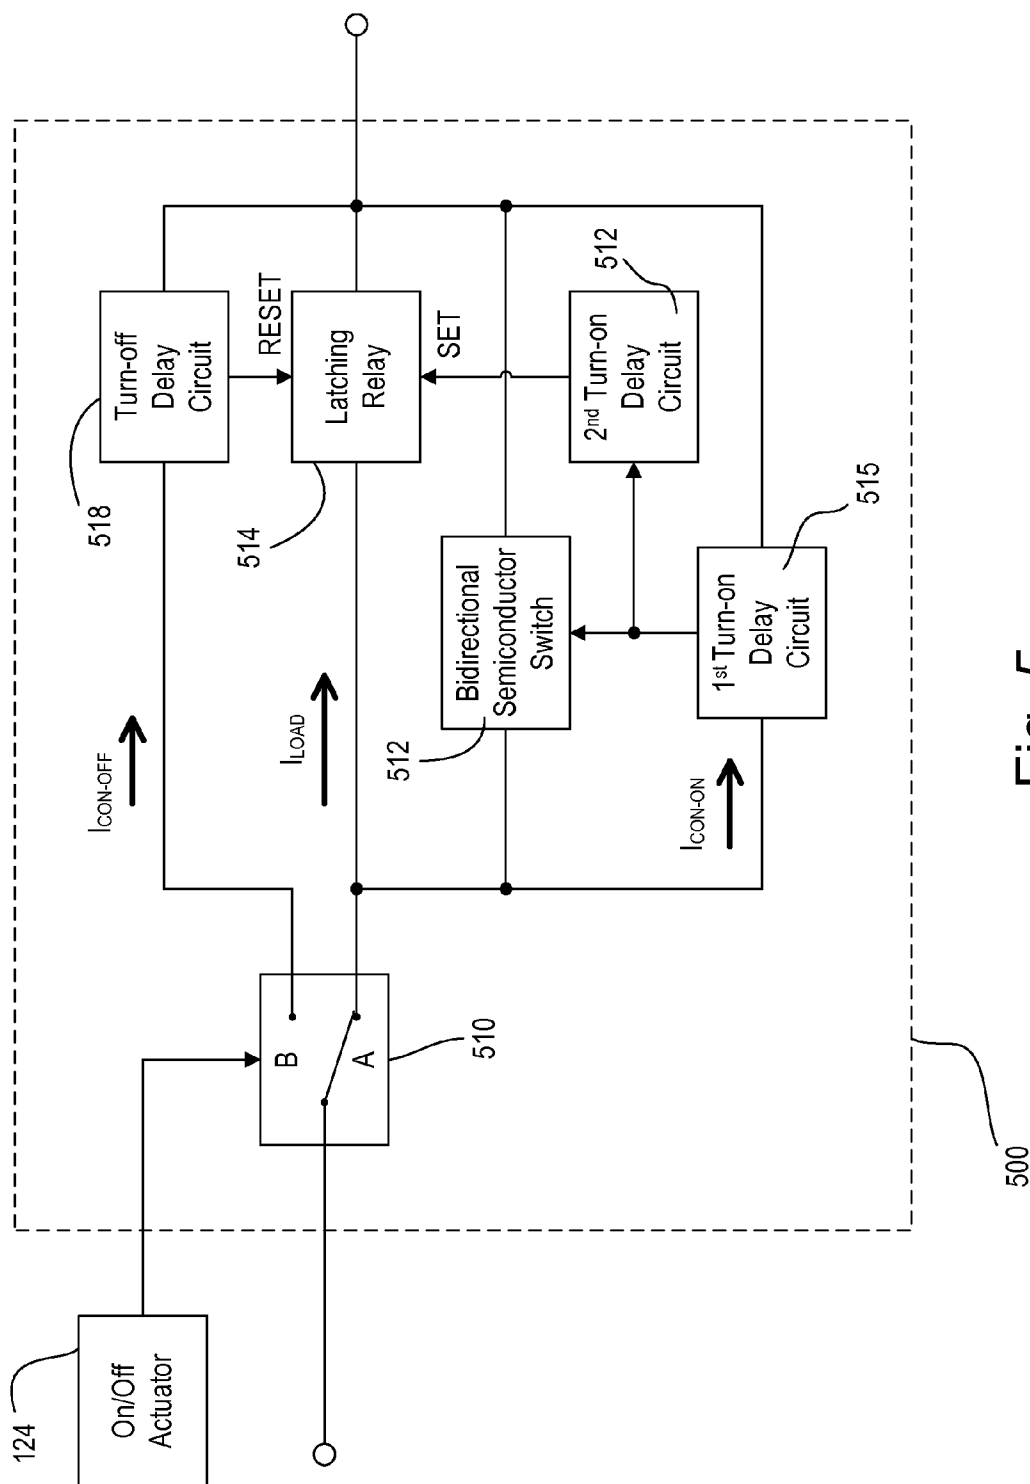 124
On/Off
Actuator
B
A
510
I_CON-OFF
I_LOAD
I_CON-ON
518
Turn-off
Delay
Circuit
RESET
514
Latching
Relay
SET
512
Bidirectional
Semiconductor
Switch
512
2nd Turn-on
Delay
Circuit
515
1st Turn-on
Delay
Circuit
500